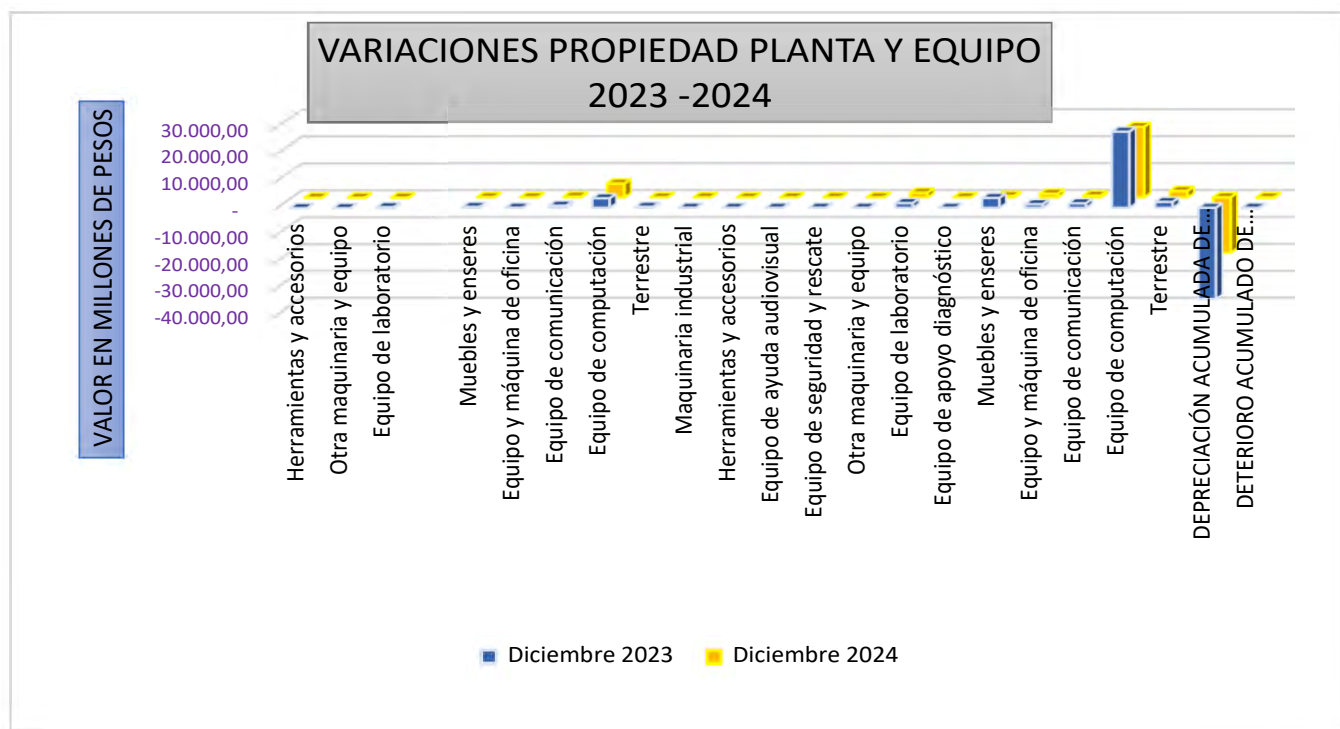 VARIACIONES PROPIEDAD PLANTA Y EQUIPO
2023 -2024
VALOR EN MILLONES DE PESOS
30.000,00
20.000,00
10.000,00
-
-10.000,00
-20.000,00
-30.000,00
-40.000,00
Herramientas y accesorios
Otra maquinaria y equipo
Equipo de laboratorio
Muebles y enseres
Equipo y máquina de oficina
Equipo de comunicación
Equipo de computación
Terrestre
Maquinaria industrial
Herramientas y accesorios
Equipo de ayuda audiovisual
Equipo de seguridad y rescate
Otra maquinaria y equipo
Equipo de laboratorio
Equipo de apoyo diagnóstico
Muebles y enseres
Equipo y máquina de oficina
Equipo de comunicación
Equipo de computación
Terrestre
DEPRECIACIÓN ACUMULADA DE...
DETERIORO ACUMULADO DE...
Diciembre 2023
Diciembre 2024